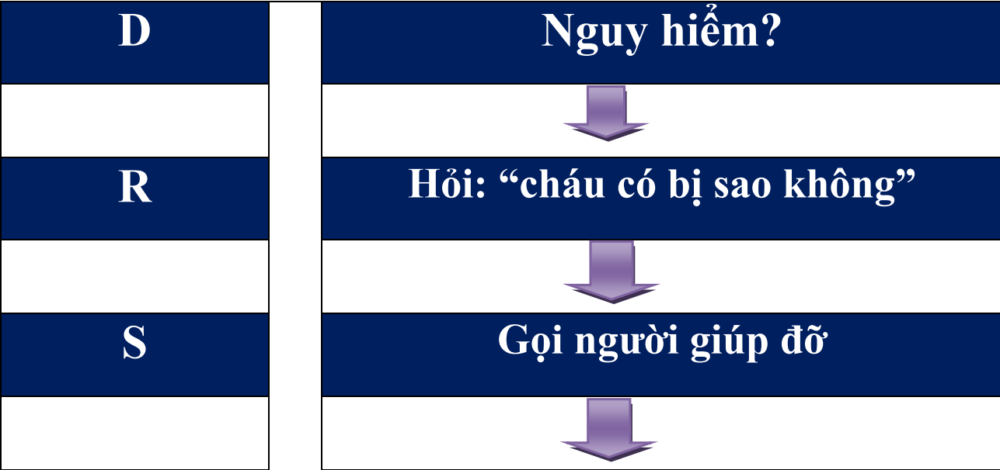 D
Nguy hiểm?
R
Hỏi: “cháu có bị sao không”
S
Gọi người giúp đỡ